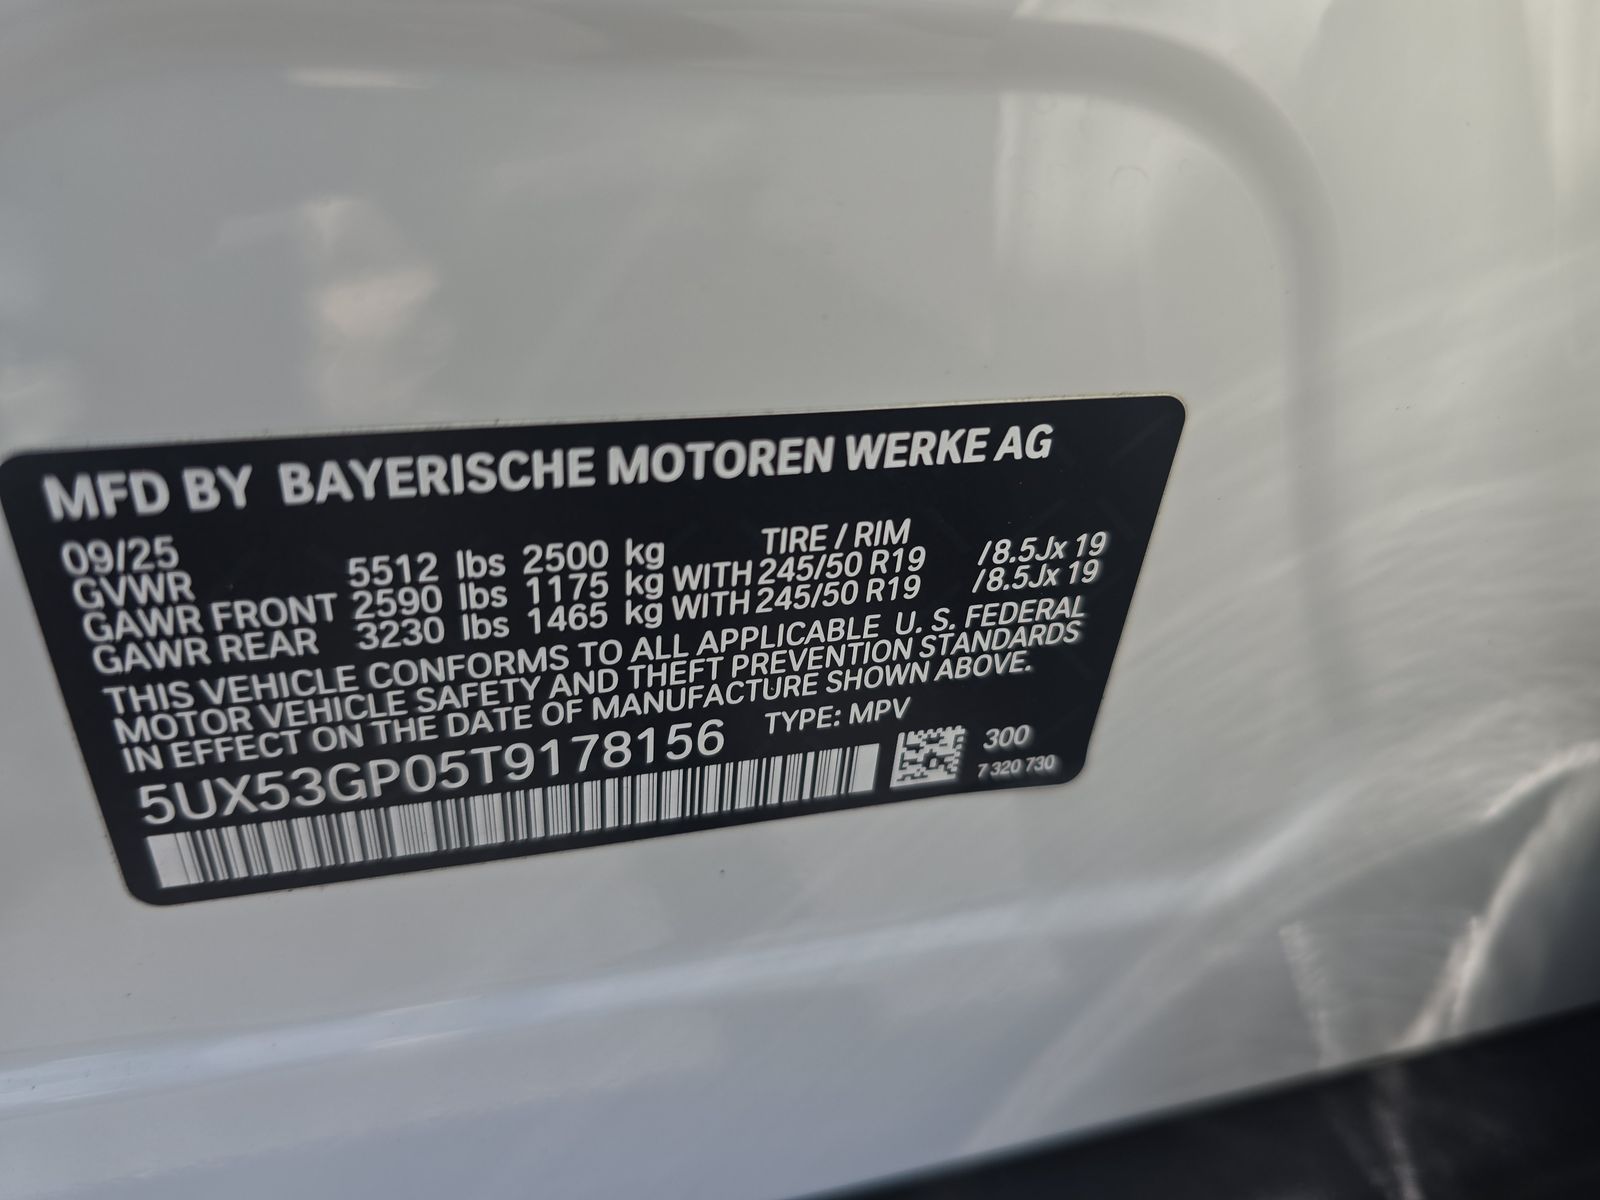 MFD BY BAYERISCHE MOTOREN WERKE AG
09/25 TIRE / RIM
GVWR 5512 lbs 2500 kg
GAWR FRONT 2590 lbs 1175 kg WITH 245/50 R19 /8.5Jx 19
GAWR REAR 3230 lbs 1465 kg WITH 245/50 R19 /8.5Jx 19
THIS VEHICLE CONFORMS TO ALL APPLICABLE U. S. FEDERAL
MOTOR VEHICLE SAFETY AND THEFT PREVENTION STANDARDS
IN EFFECT ON THE DATE OF MANUFACTURE SHOWN ABOVE.
5UX53GP05T9178156 TYPE: MPV
300
7 320 730